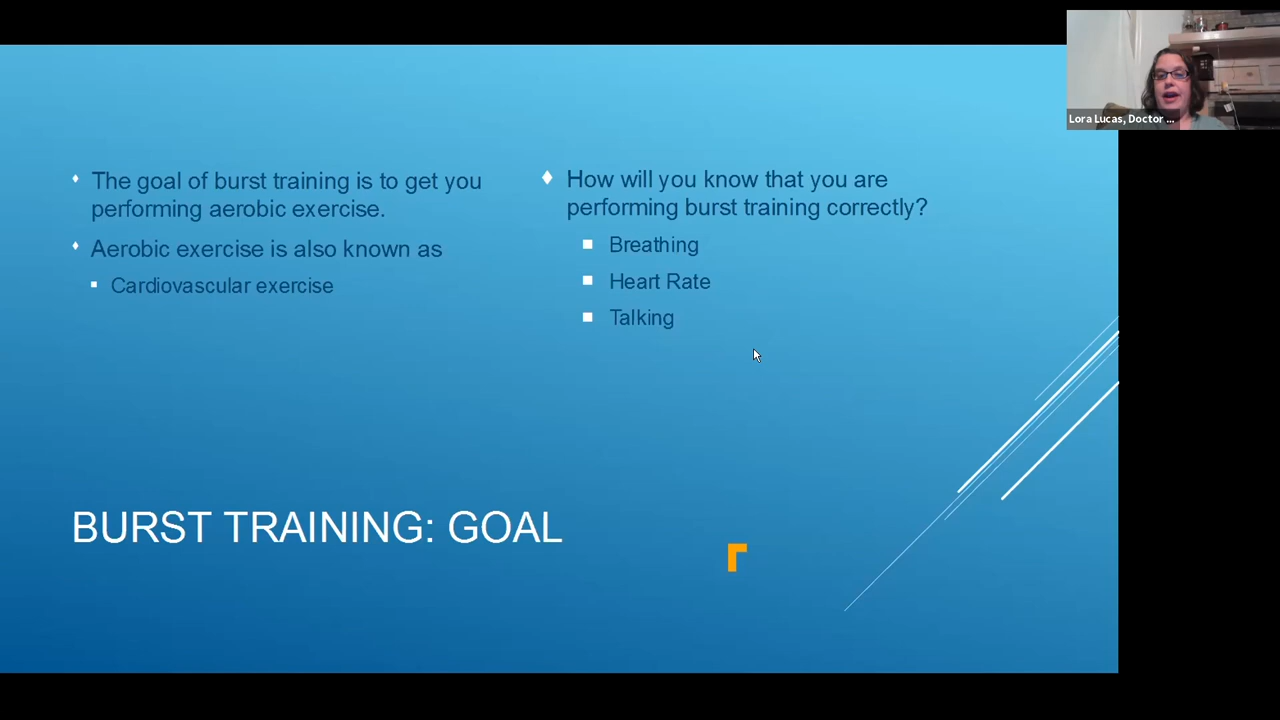 The goal of burst training is to get you
performing aerobic exercise.
Aerobic exercise is also known as
Cardiovascular exercise
How will you know that you are
performing burst training correctly?
Breathing
Heart Rate
Talking
BURST TRAINING: GOAL
Lora Lucas, Doctor ...